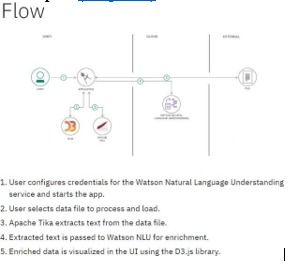 Flow
1. User configures credentials for the Watson Natural Language Understanding
service and starts the app.
2. User selects data file to process and load.
3. Apache Tika extracts text from the data file.
4. Extracted text is passed to Watson NLU for enrichment.
5. Enriched data is visualized in the UI using the D3.js library.